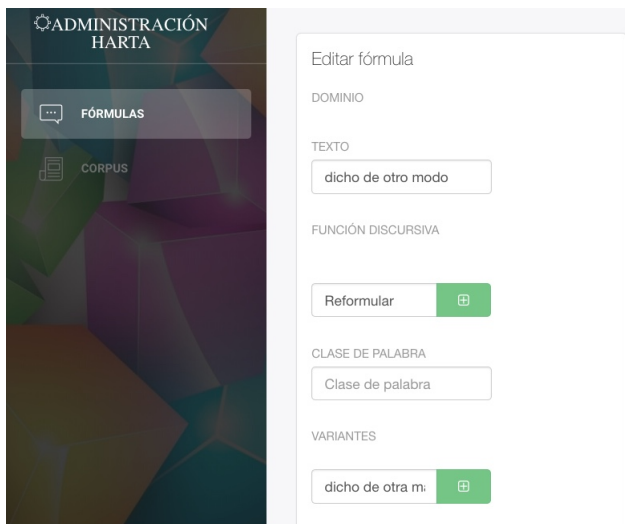 ADMINISTRACIÓN
HARTA
FÓRMULAS
CORPUS
Editar fórmula
DOMINIO
TEXTO
dicho de otro modo
FUNCIÓN DISCURSIVA
Reformular
CLASE DE PALABRA
Clase de palabra
VARIANTES
dicho de otra